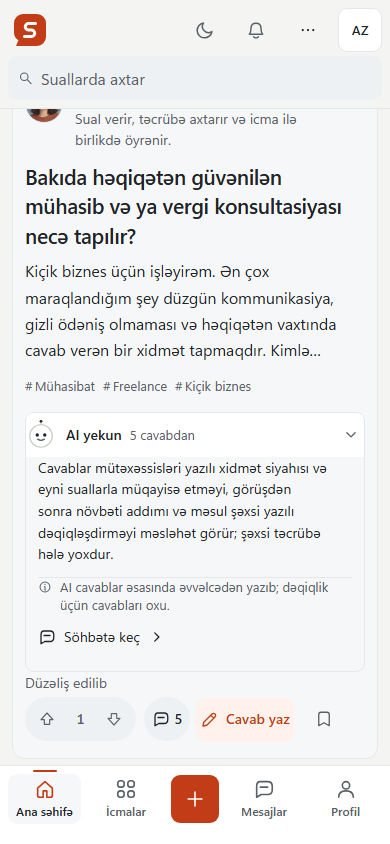 S
AZ
Suallarda axtar
Sual verir, təcrübə axtarır və icma ilə
birlikdə öyrənir.
Bakıda həqiqətən güvənilən
mühasib və ya vergi konsultasiyası
necə tapılır?
Kiçik biznes üçün işləyirəm. Ən çox
maraqlandığım şey düzgün kommunikasiya,
gizli ödəniş olmaması və həqiqətən vaxtında
cavab verən bir xidmət tapmaqdır. Kimlə...
# Mühasibat # Freelance # Kiçik biznes
AI yekun 5 cavabdan
Cavablar mütəxəssisləri yazılı xidmət siyahısı və
eyni suallarla müqayisə etməyi, görüşdən
sonra növbəti addımı və məsul şəxsi yazılı
dəqiqləşdirməyi məsləhət görür; şəxsi təcrübə
hələ yoxdur.
AI cavablar əsasında əvvəlcədən yazıb; dəqiqlik
üçün cavabları oxu.
Söhbətə keç
Düzəliş edilib
1 5 Cavab yaz
Ana səhifə İcmalar Mesajlar Profil